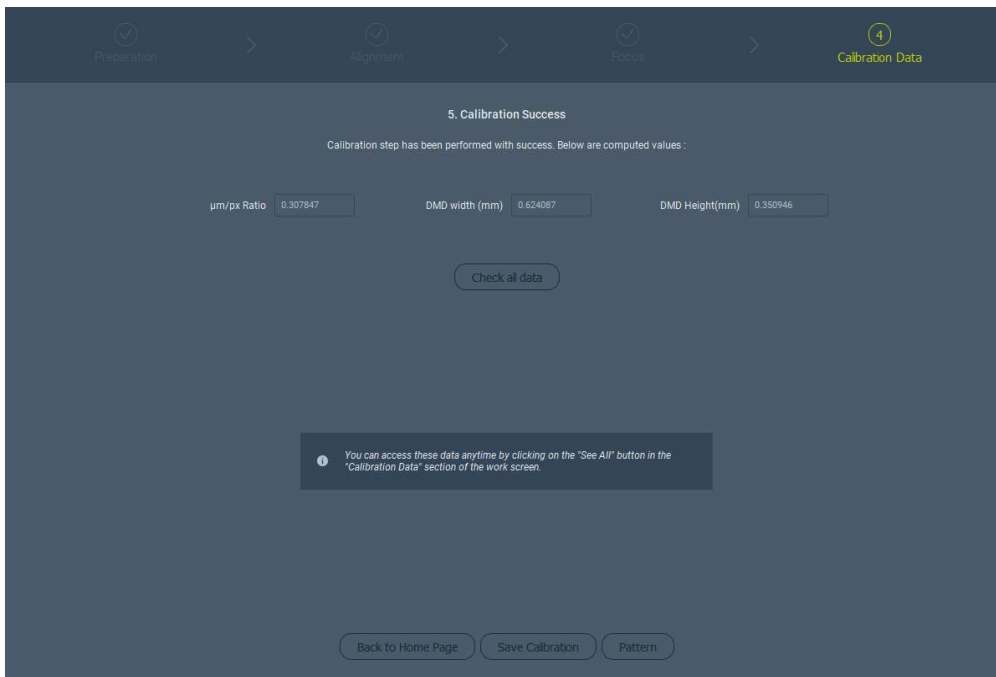 Preparation
Alignment
Focus
4
Calibration Data
5. Calibration Success
Calibration step has been performed with success. Below are computed values :
µm/px Ratio 0.307847 DMD width (mm) 0.624087 DMD Height(mm) 0.350946
Check all data
You can access these data anytime by clicking on the "See All" button in the
"Calibration Data" section of the work screen.
Back to Home Page Save Calibration Pattern